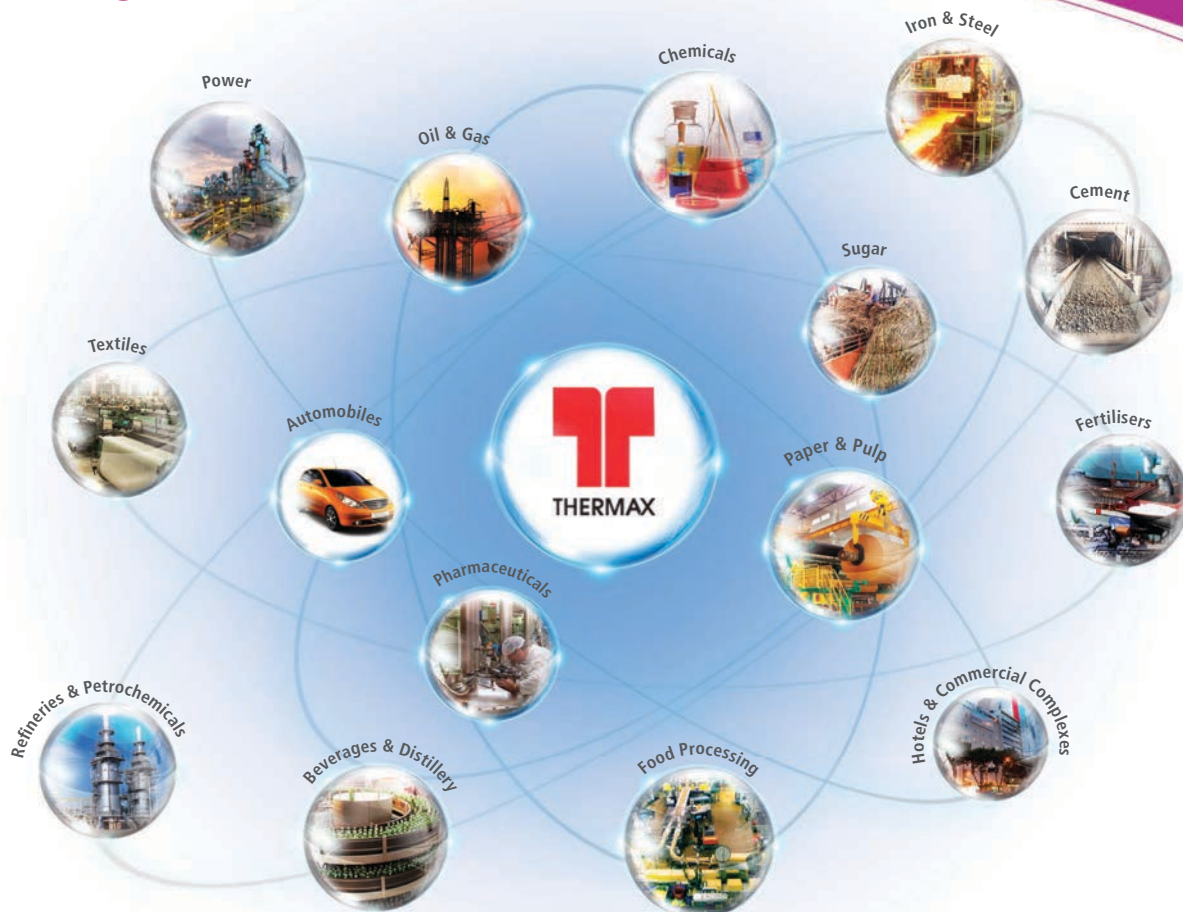 Iron & Steel
Chemicals
Power
Oil & Gas
Cement
Sugar
Textiles
Automobiles
Fertilisers
Paper & Pulp
THERMAX
Pharmaceuticals
Refineries & Petrochemicals
Hotels & Commercial Complexes
Beverages & Distillery
Food Processing